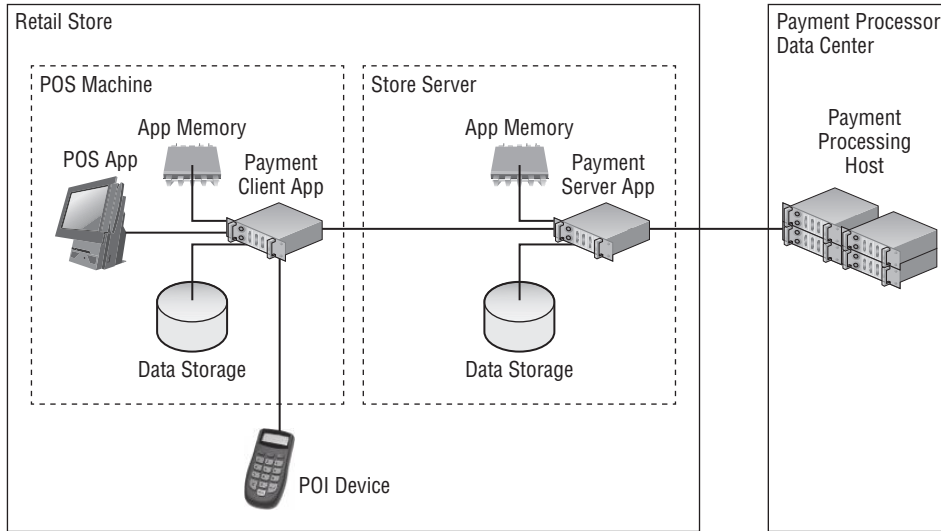 Retail Store
POS Machine
App Memory
POS App
Payment
Client App
Data Storage
POI Device
Store Server
App Memory
Payment
Server App
Data Storage
Payment Processor
Data Center
Payment
Processing
Host